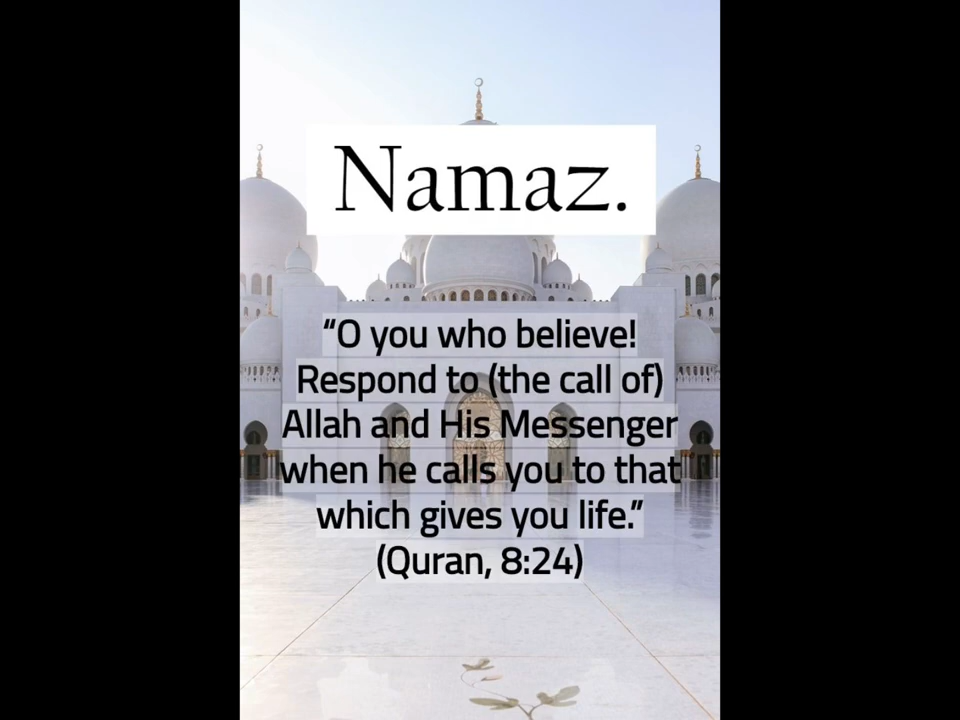 Namaz.
“O you who believe!
Respond to (the call of)
Allah and His Messenger
when he calls you to that
which gives you life.”
(Quran, 8:24)